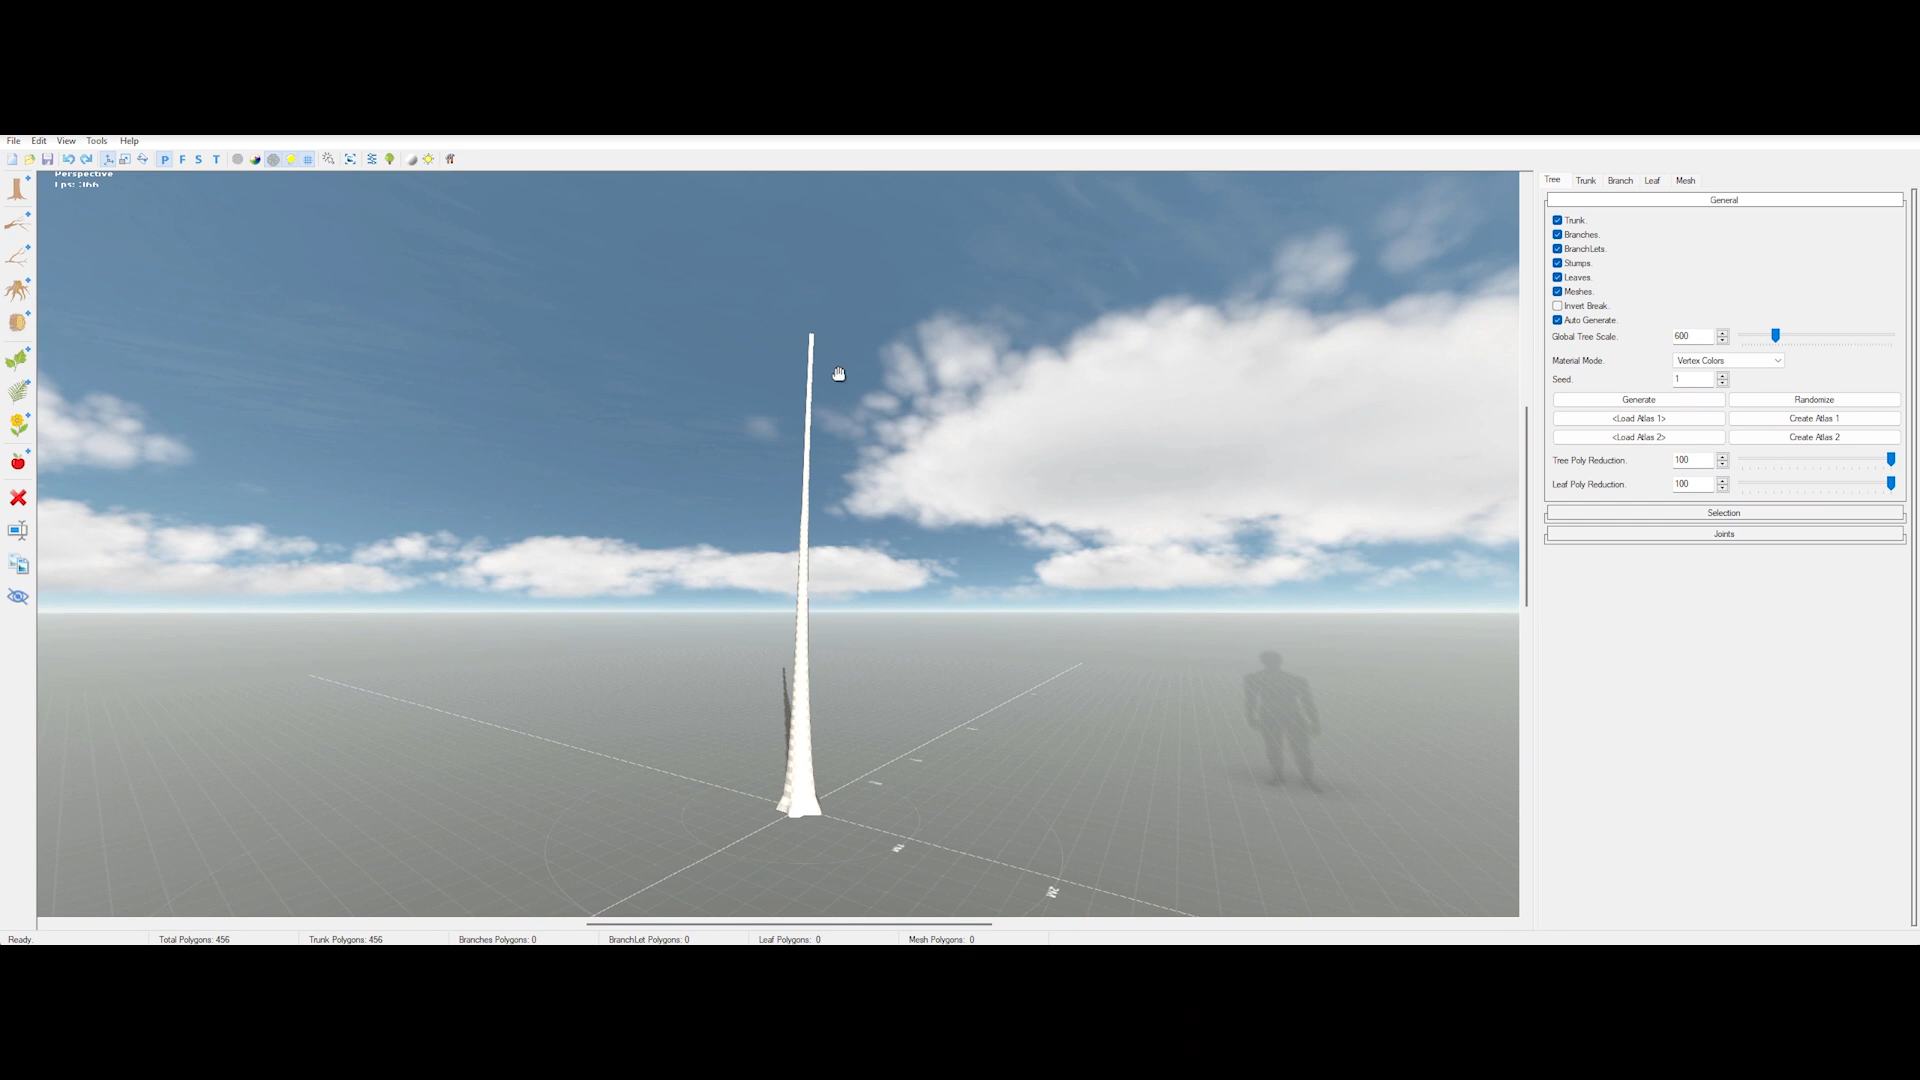 File Edit View Tools Help
P F S T
Perspective
Fps: 366
Tree Trunk Branch Leaf Mesh
General
Trunk.
Branches.
BranchLets.
Stumps.
Leaves.
Meshes.
Invert Break.
Auto Generate.
Global Tree Scale. 600
Material Mode. Vertex Colors
Seed. 1
Generate Randomize
<Load Atlas 1> Create Atlas 1
<Load Atlas 2> Create Atlas 2
Tree Poly Reduction. 100
Leaf Poly Reduction. 100
Selection
Joints
2M
Ready. Total Polygons: 456 Trunk Polygons: 456 Branches Polygons: 0 BranchLet Polygons: 0 Leaf Polygons: 0 Mesh Polygons: 0